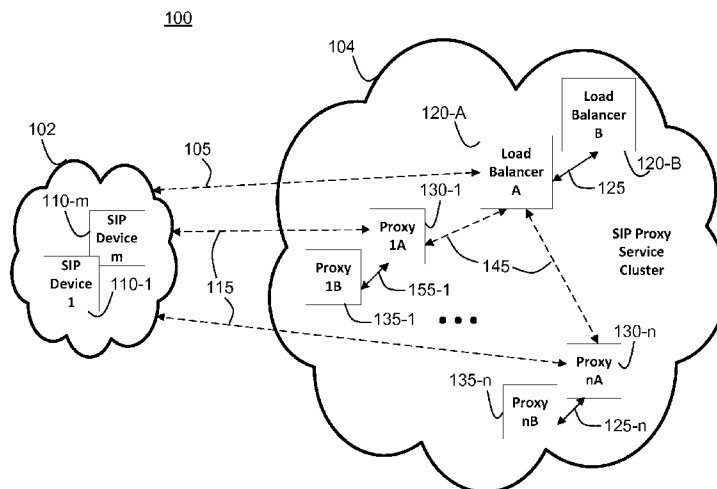 100
104
102
105
120-A
Load
Balancer
A
Load
Balancer
B
120-B
125
110-m
SIP
Device
m
SIP
Device
1
110-1
115
130-1
Proxy
1A
Proxy
1B
155-1
135-1
145
SIP Proxy
Service
Cluster
130-n
Proxy
nA
135-n
Proxy
nB
125-n